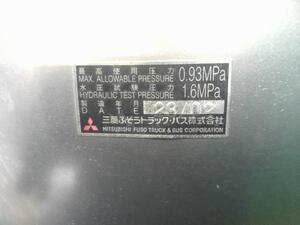 最高使用圧力
MAX. ALLOWABLE PRESSURE 0.93MPa
水圧試験圧力
HYDRAULIC TEST PRESSURE 1.6MPa
製造年月
DATE 23/02
三菱ふそうトラック・バス株式会社
MITSUBISHI FUSO TRUCK & BUS CORPORATION